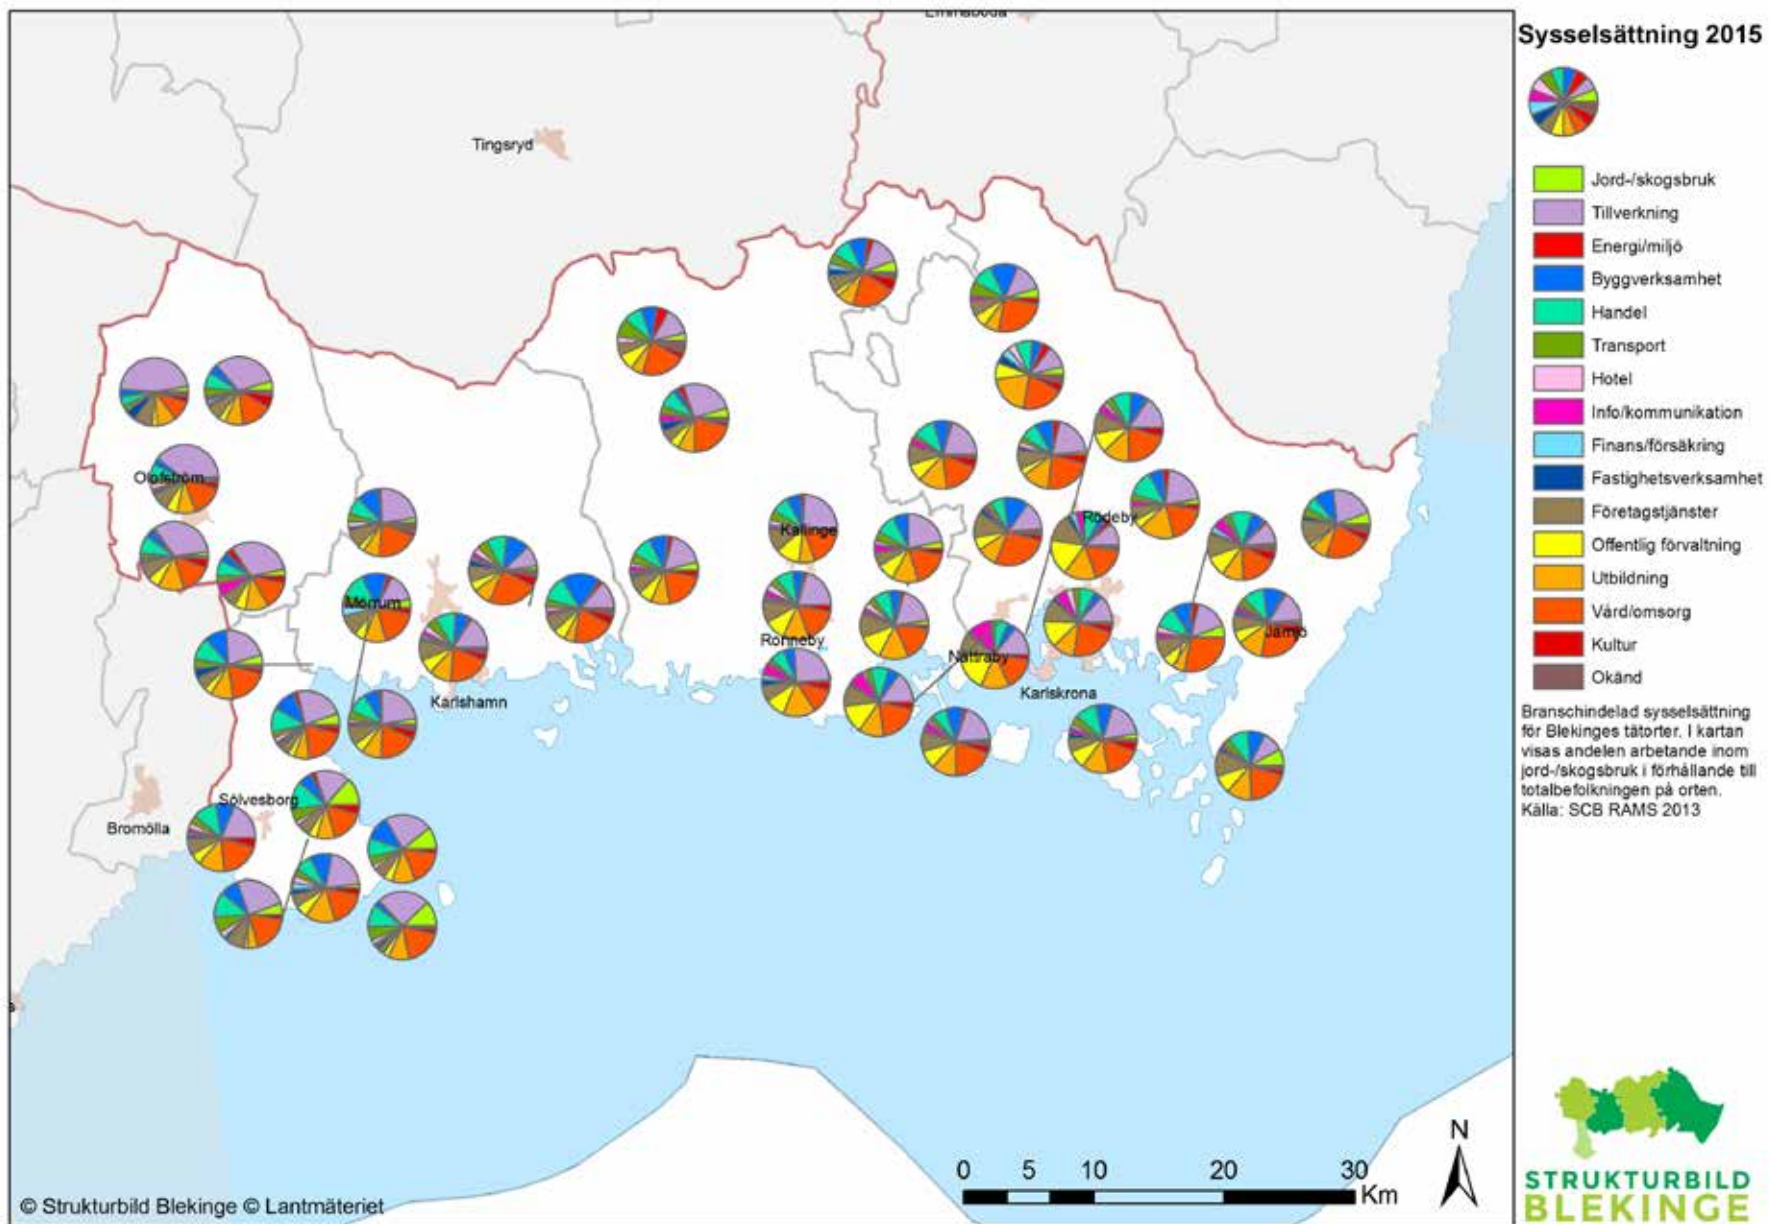 Emmaboda
Sysselsättning 2015
Tingsryd
Jord-/skogsbruk
Tillverkning
Energi/miljö
Byggverksamhet
Handel
Transport
Hotel
Info/kommunikation
Finans/försäkring
Fastighetsverksamhet
Företagstjänster
Offentlig förvaltning
Utbildning
Vård/omsorg
Kultur
Okänd
Olofström
Kallinge
Rödeby
Mörrum
Ronneby
Jämjö
Nättraby
Karlskrona
Karlshamn
Sölvesborg
Bromölla
Branschindelad sysselsättning
för Blekinges tätorter. I kartan
visas andelen arbetande inom
jord-/skogsbruk i förhållande till
totalbefolkningen på orten.
Källa: SCB RAMS 2013
N
0 5 10 20 30
Km
© Strukturbild Blekinge © Lantmäteriet
STRUKTURBILD
BLEKINGE